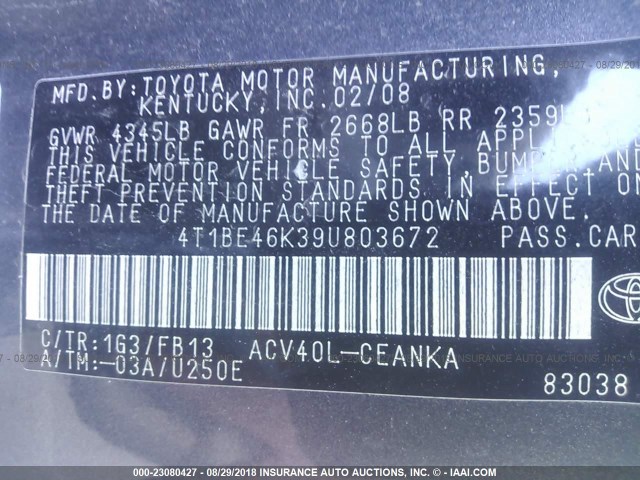 MFD. BY: TOYOTA MOTOR MANUFACTURING,
KENTUCKY, INC. 02/08
GVWR 4345LB GAWR FR 2668LB RR 2359
THIS VEHICLE CONFORMS TO ALL
FEDERAL MOTOR VEHICLE SAFETY, AND
THEFT PREVENTION STANDARDS IN EFFECT ON
THE DATE OF MANUFACTURE SHOWN ABOVE.
4T1BE46K39U803672 PASS. CAR
C/TR: 1G3/FB13 ACV40L-CEANKA
A/TM: -03A/U250E
83038
000-23080427 - 08/29/2018 INSURANCE AUTO AUCTIONS, INC. - IAAI.COM